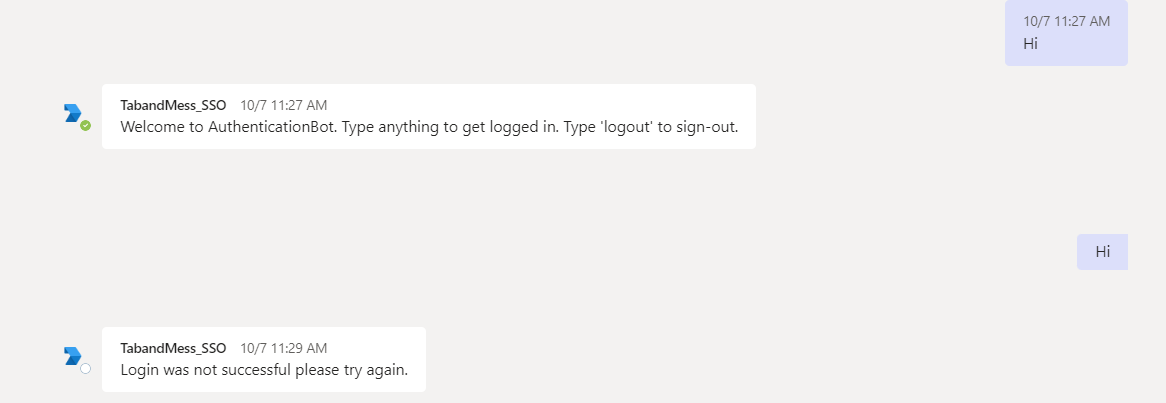 10/7 11:27 AM
Hi
TabandMess_SSO 10/7 11:27 AM
Welcome to AuthenticationBot. Type anything to get logged in. Type 'logout' to sign-out.
Hi
TabandMess_SSO 10/7 11:29 AM
Login was not successful please try again.